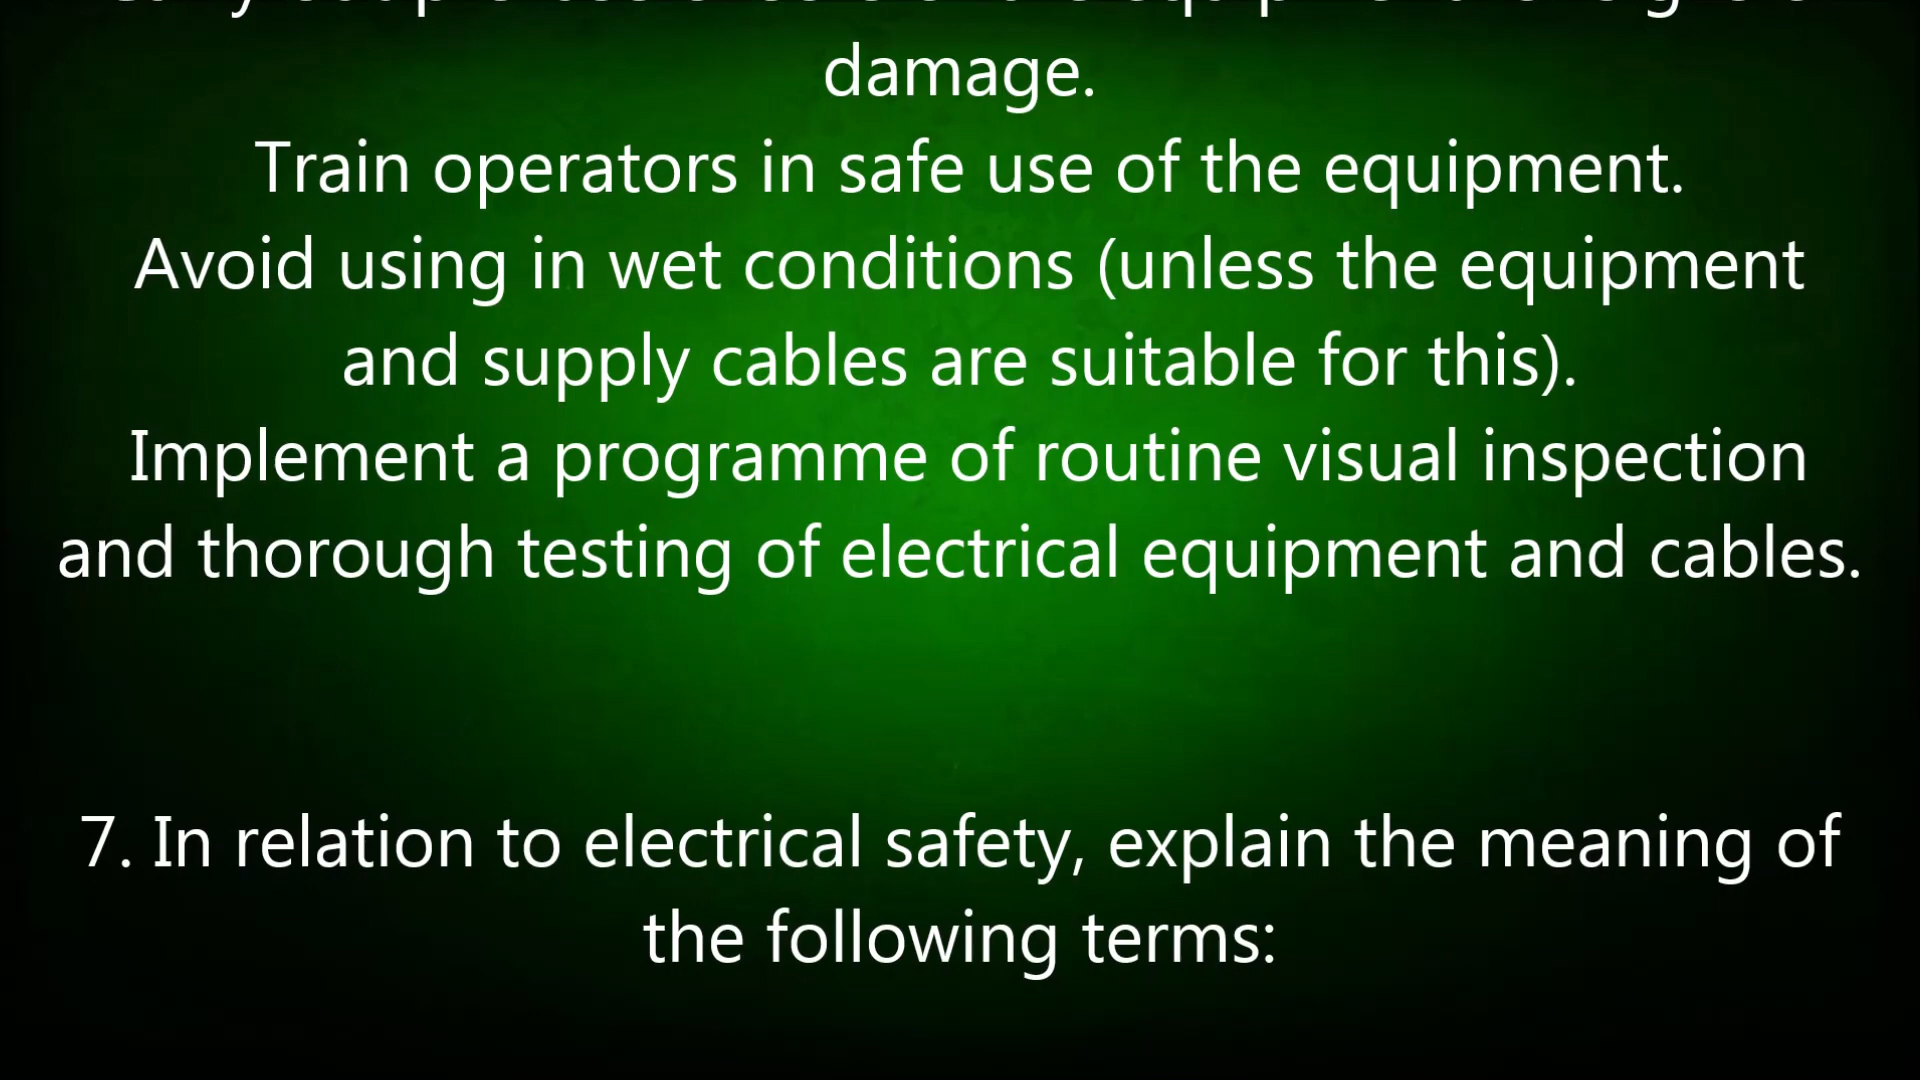 damage.
Train operators in safe use of the equipment.
Avoid using in wet conditions (unless the equipment
and supply cables are suitable for this).
Implement a programme of routine visual inspection
and thorough testing of electrical equipment and cables.
7. In relation to electrical safety, explain the meaning of
the following terms: